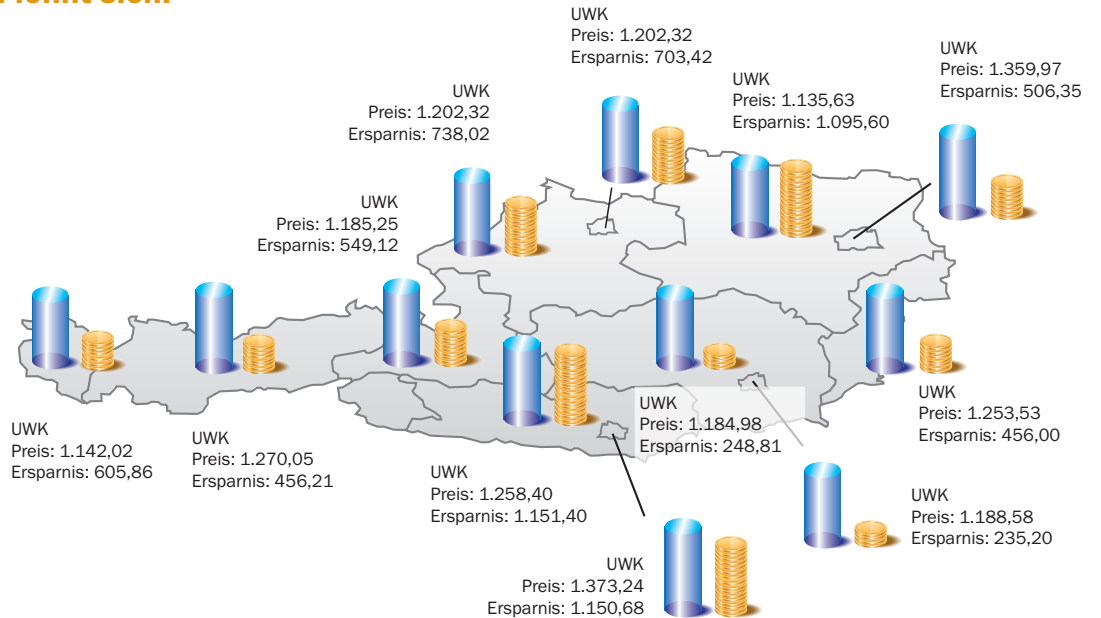 UWK
Preis: 1.202,32
Ersparnis: 703,42
UWK
Preis: 1.359,97
Ersparnis: 506,35
UWK
Preis: 1.135,63
Ersparnis: 1.095,60
UWK
Preis: 1.202,32
Ersparnis: 738,02
UWK
Preis: 1.185,25
Ersparnis: 549,12
UWK
Preis: 1.142,02
Ersparnis: 605,86
UWK
Preis: 1.270,05
Ersparnis: 456,21
UWK
Preis: 1.258,40
Ersparnis: 1.151,40
UWK
Preis: 1.184,98
Ersparnis: 248,81
UWK
Preis: 1.253,53
Ersparnis: 456,00
UWK
Preis: 1.188,58
Ersparnis: 235,20
UWK
Preis: 1.373,24
Ersparnis: 1.150,68